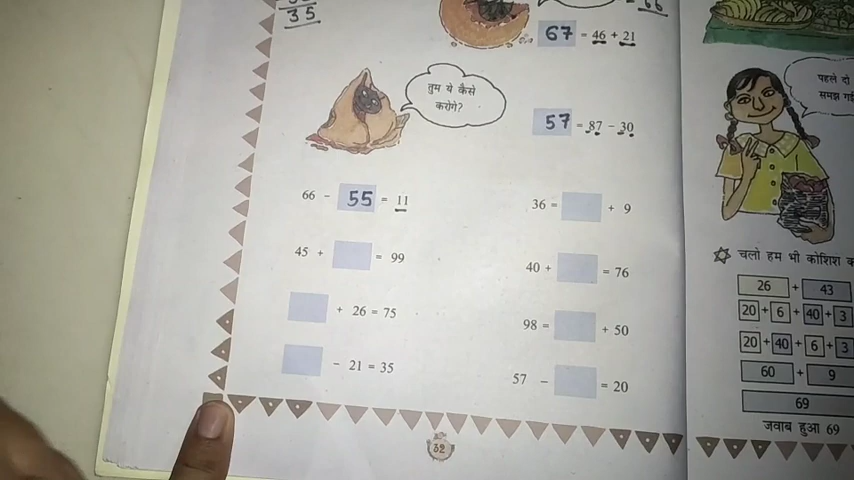 35
67 = 46 + 21
तुम ये कैसे
करोगे?
57 = 87 - 30
66 - 55 = 11
36 = + 9
45 + = 99
40 + = 76
+ 26 = 75
98 = + 50
- 21 = 35
57 - = 20
32
पहले दो
समझ
चलो हम भी कोशिश
26 + 43
20 + 6 + 40 + 3
20 + 40 + 6 + 3
60 + 9
69
जवाब हुआ 69